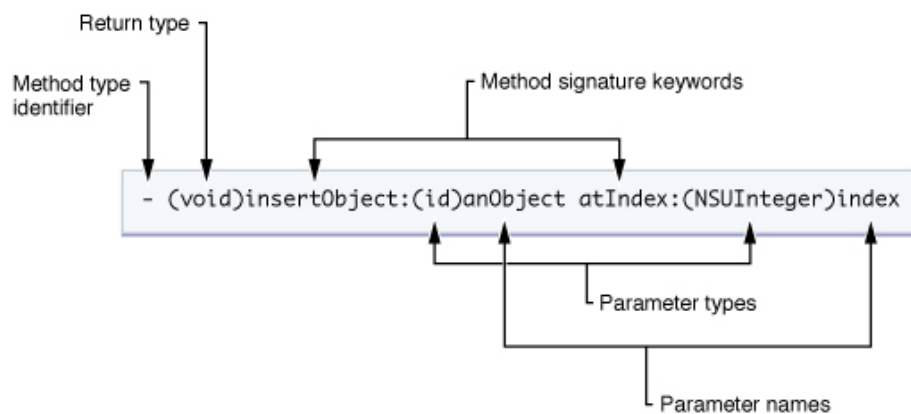 Return type
Method type
identifier
Method signature keywords
- (void)insertObject:(id)anObject atIndex:(NSUInteger)index
Parameter types
Parameter names